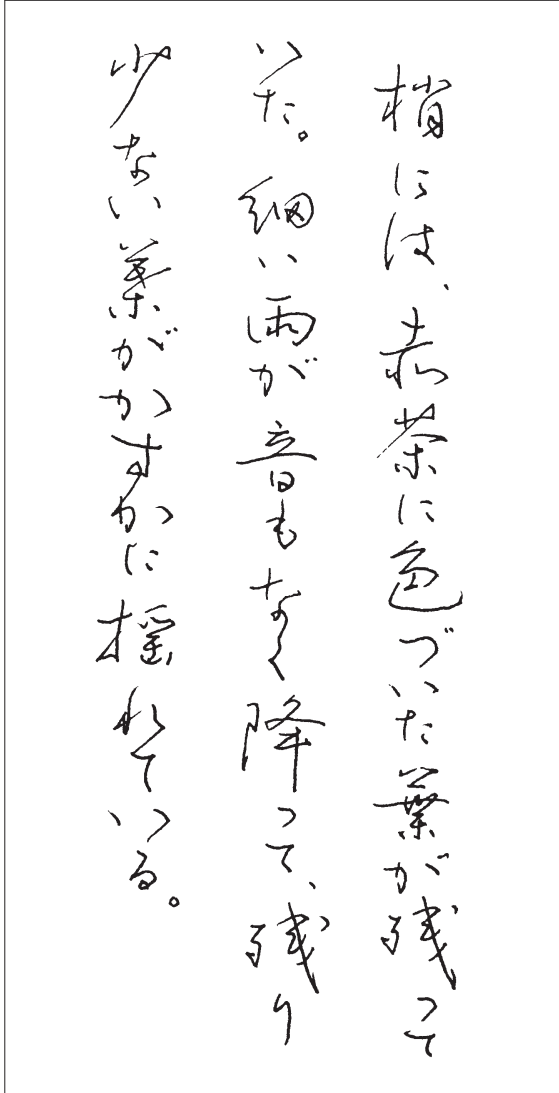 梢には、赤茶に色づいた葉が残って
いた。細い雨が音もなく降って、残り
少ない葉がかすかに揺れている。